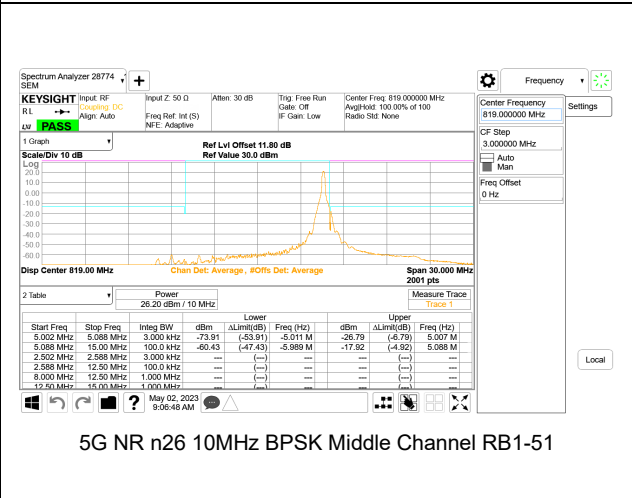 Spectrum Analyzer 28774
SEM
+
Frequency
KEYSIGHT
RL
PASS
Input: RF
Coupling: DC
Align: Auto
Input Z: 50 Ω
Freq Ref: Int (S)
NFE: Adaptive
Atten: 30 dB
Trig: Free Run
Gate: Off
IF Gain: Low
Center Freq: 819.000000 MHz
Avg|Hold: 100.00% of 100
Radio Std: None
Center Frequency
819.000000 MHz
Settings
CF Step
3.000000 MHz
Auto
Man
Freq Offset
0 Hz
Local
1 Graph
Scale/Div 10 dB
Ref Lvl Offset 11.80 dB
Ref Value 30.0 dBm
Log
20.0
10.0
0.00
-10.0
-20.0
-30.0
-40.0
-50.0
-60.0
Disp Center 819.00 MHz
Chan Det: Average , #Offs Det: Average
Span 30.000 MHz
2001 pts
2 Table
Power
26.20 dBm / 10 MHz
Measure Trace
Trace 1
Lower Upper
Start Freq Stop Freq Integ BW dBm ΔLimit(dB) Freq (Hz) dBm ΔLimit(dB) Freq (Hz)
5.002 MHz 5.088 MHz 3.000 kHz -73.91 (-53.91) -5.011 M -26.79 (-6.79) 5.007 M
5.088 MHz 15.00 MHz 100.0 kHz -60.43 (-47.43) -5.989 M -17.92 (-4.92) 5.088 M
2.502 MHz 2.588 MHz 3.000 kHz --- (---) --- --- (---) ---
2.588 MHz 12.50 MHz 100.0 kHz --- (---) --- --- (---) ---
8.000 MHz 12.50 MHz 1.000 MHz --- (---) --- --- (---) ---
12.50 MHz 15.00 MHz 1.000 MHz --- (---) --- --- (---) ---
?
May 02, 2023
9:06:48 AM
5G NR n26 10MHz BPSK Middle Channel RB1-51